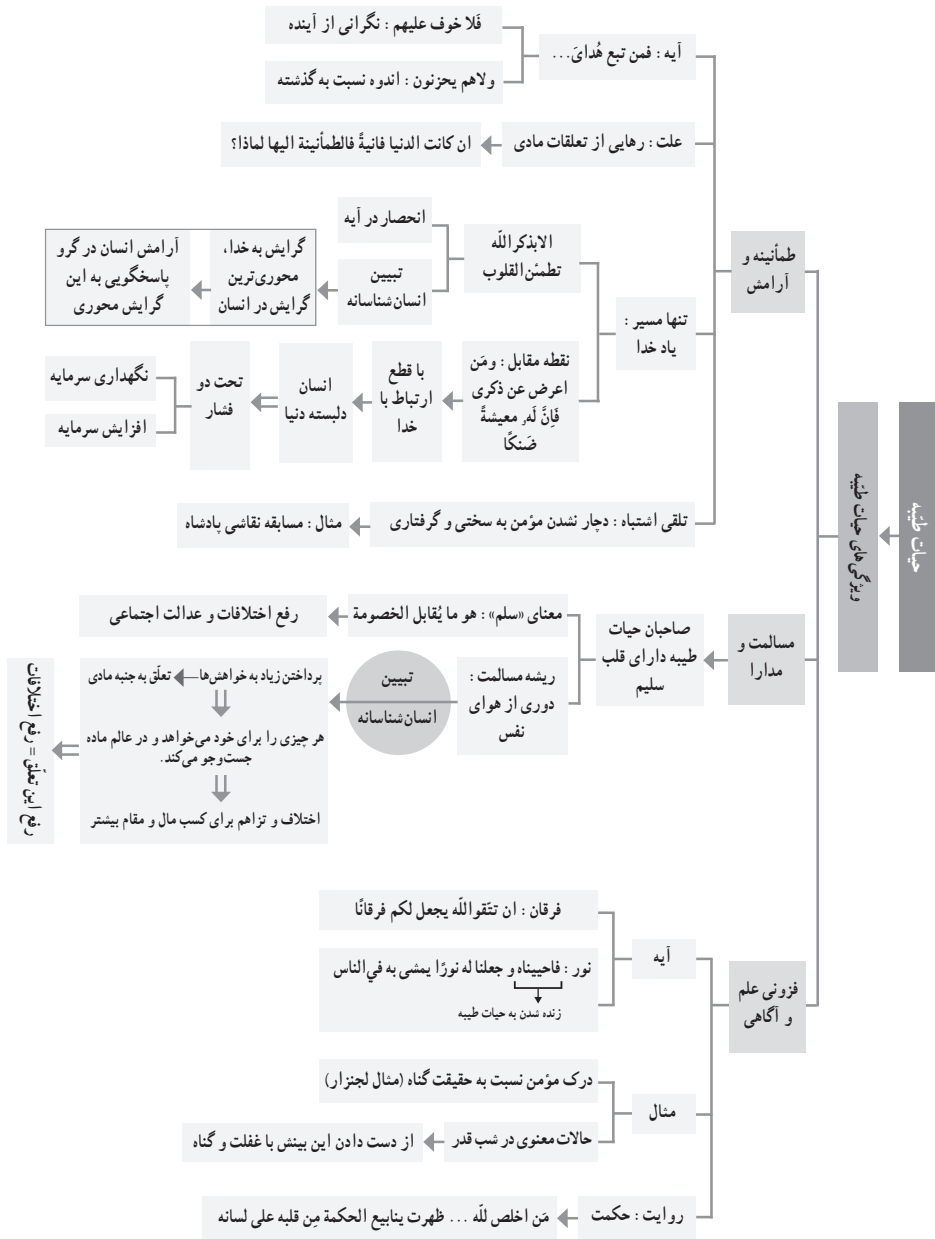 حیات طیّبه
ویژگی‌های حیات طیّبه
طمأنینه و
آرامش
آیه : فمن تبع هُدایَ...
فَلا خوف علیهم : نگرانی از آینده
ولاهم یحزنون : اندوه نسبت به گذشته
علت : رهایی از تعلقات مادی
ان کانت الدنیا فانیةً فالطمأنینة الیها لماذا؟
تنها مسیر :
یاد خدا
الابذکر اللّه
تطمئن القلوب
انحصار در آیه
تبیین
انسان‌شناسانه
گرایش به خدا،
محوری‌ترین
گرایش در انسان
آرامش انسان در گرو
پاسخگویی به این
گرایش محوری
نقطه مقابل : ومَن
اعرض عن ذکری
فَاِنَّ لَهُ معیشةً
ضَنکًا
با قطع
ارتباط با
خدا
انسان
دلبسته دنیا
تحت دو
فشار
نگهداری سرمایه
افزایش سرمایه
تلقی اشتباه : دچار نشدن مؤمن به سختی و گرفتاری
مثال : مسابقه نقاشی پادشاه
مسالمت و
مدارا
صاحبان حیات
طیبه دارای قلب
سلیم
معنای «سلم» : هو ما یُقابل الخصومة
رفع اختلافات و عدالت اجتماعی
ریشه مسالمت :
دوری از هوای
نفس
تبیین
انسان‌شناسانه
پرداختن زیاد به خواهش‌ها
تعلّق به جنبه مادی
هر چیزی را برای خود می‌خواهد و در عالم ماده
جست‌وجو می‌کند.
اختلاف و تزاهم برای کسب مال و مقام بیشتر
رفع این تعلّق = رفع اختلافات
فزونی علم
و آگاهی
آیه
فرقان : ان تتّقواللّه یجعل لکم فرقانًا
نور : فاحییناه و جعلنا له نورًا یمشی به في الناس
زنده شدن به حیات طیبه
مثال
درک مؤمن نسبت به حقیقت گناه (مثال لجنزار)
حالات معنوی در شب قدر
از دست دادن این بینش با غفلت و گناه
روایت : حکمت
مَن اخلص للّه ... ظهرت ینابیع الحکمة مِن قلبه علی لسانه